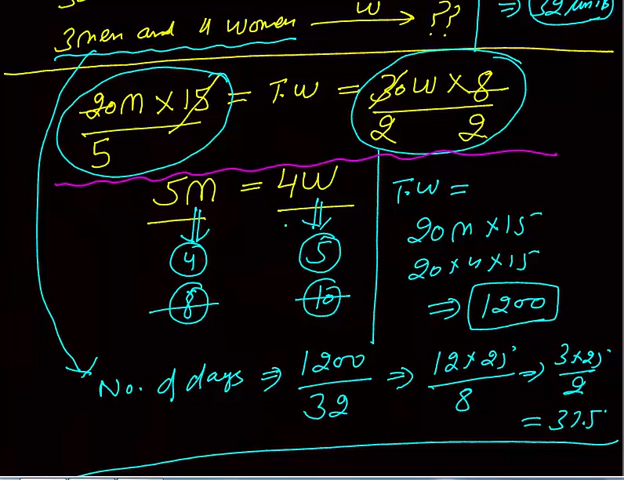 W
3men and 4 women → ??
⇒ 32 units
20m × 15 = T.W = 30W × 8
5 2 2
5M = 4W
4 5
8 10
T.W =
20m × 15
20 × 4 × 15
⇒ 1200
No. of days ⇒ 1200/32 ⇒ 12×25/8 ⇒ 3×25/2
= 37.5